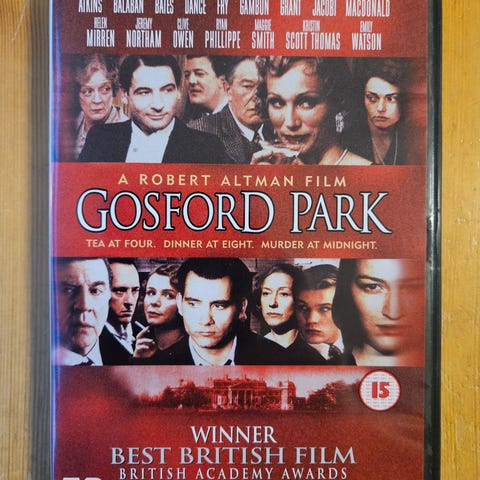 ATKINS BALABAN BATES DANCE FRY GAMBON GRANT JACOBI MACDONALD
HELEN MIRREN JEREMY NORTHAM CLIVE OWEN RYAN PHILLIPPE MAGGIE SMITH KRISTIN SCOTT THOMAS EMILY WATSON
A ROBERT ALTMAN FILM
GOSFORD PARK
TEA AT FOUR. DINNER AT EIGHT. MURDER AT MIDNIGHT.
15
WINNER
BEST BRITISH FILM
BRITISH ACADEMY AWARDS